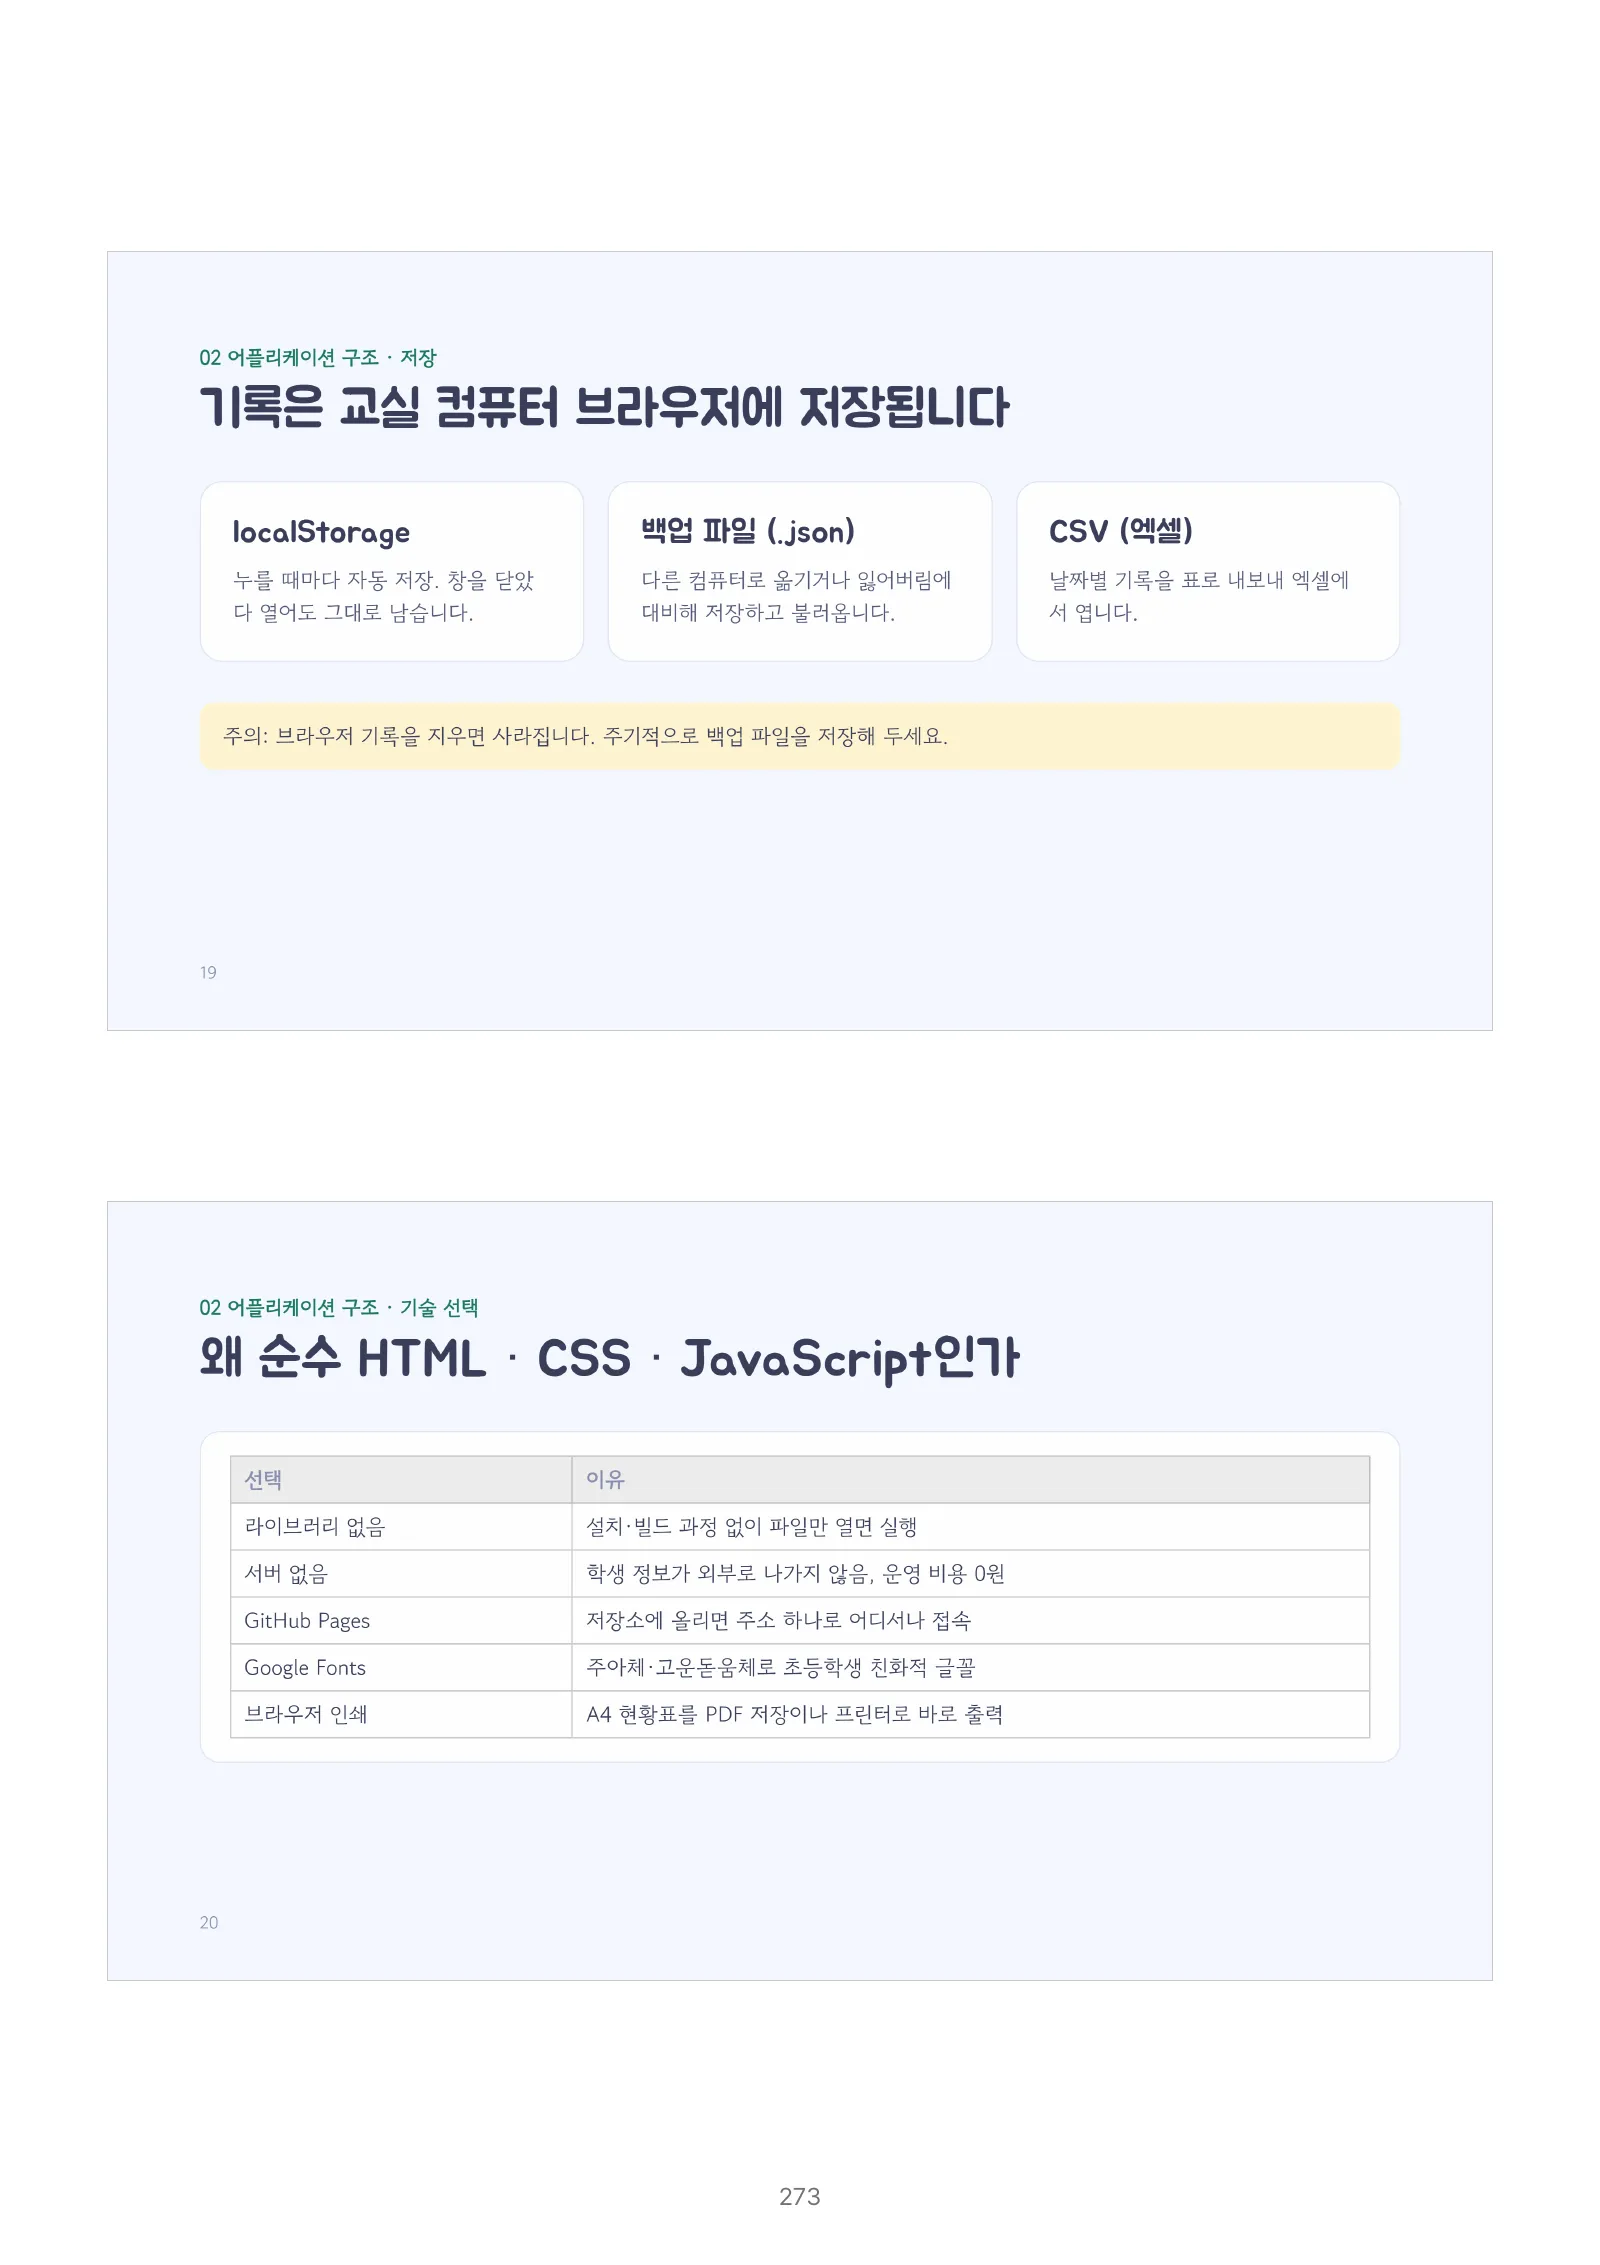 02 어플리케이션 구조 · 저장
기록은 교실 컴퓨터 브라우저에 저장됩니다
localStorage
누를 때마다 자동 저장. 창을 닫았
다 열어도 그대로 남습니다.
백업 파일 (.json)
다른 컴퓨터로 옮기거나 잃어버림에
대비해 저장하고 불러옵니다.
CSV (엑셀)
날짜별 기록을 표로 내보내 엑셀에
서 엽니다.
주의: 브라우저 기록을 지우면 사라집니다. 주기적으로 백업 파일을 저장해 두세요.
19
02 어플리케이션 구조 · 기술 선택
왜 순수 HTML · CSS · JavaScript인가
선택 이유
라이브러리 없음 설치·빌드 과정 없이 파일만 열면 실행
서버 없음 학생 정보가 외부로 나가지 않음, 운영 비용 0원
GitHub Pages 저장소에 올리면 주소 하나로 어디서나 접속
Google Fonts 주아체·고운돋움체로 초등학생 친화적 글꼴
브라우저 인쇄 A4 현황표를 PDF 저장이나 프린터로 바로 출력
20
273